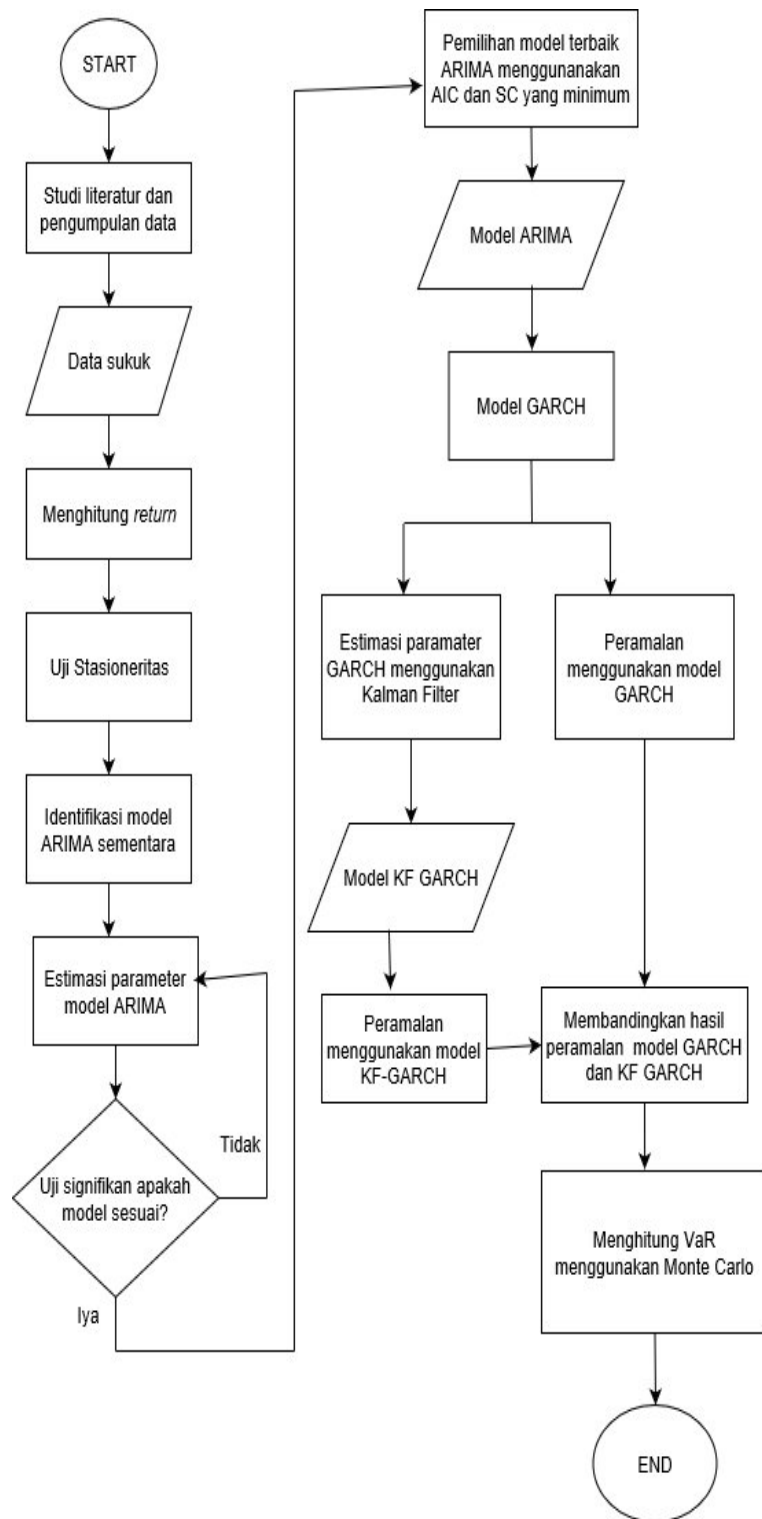 START
Studi literatur dan
pengumpulan data
Data sukuk
Menghitung return
Uji Stasioneritas
Identifikasi model
ARIMA sementara
Estimasi parameter
model ARIMA
Tidak
Uji signifikan apakah
model sesuai?
Iya
Pemilihan model terbaik
ARIMA menggunanakan
AIC dan SC yang minimum
Model ARIMA
Model GARCH
Estimasi paramater
GARCH menggunakan
Kalman Filter
Peramalan
menggunakan model
GARCH
Model KF GARCH
Peramalan
menggunakan model
KF-GARCH
Membandingkan hasil
peramalan model GARCH
dan KF GARCH
Menghitung VaR
menggunakan Monte Carlo
END